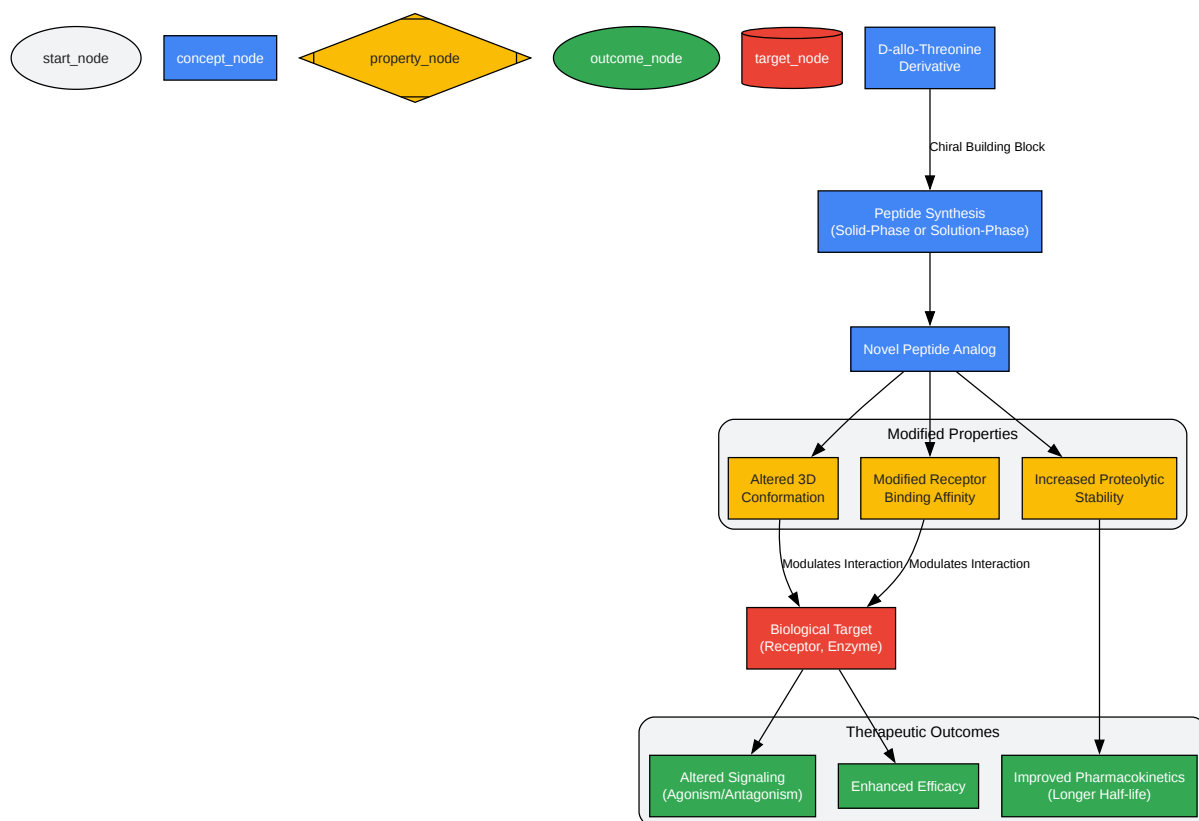 start_node
concept_node
property_node
outcome_node
target_node
D-allo-Threonine
Derivative
Chiral Building Block
Peptide Synthesis
(Solid-Phase or Solution-Phase)
Novel Peptide Analog
Modified Properties
Altered 3D
Conformation
Modified Receptor
Binding Affinity
Increased Proteolytic
Stability
Modulates Interaction
Modulates Interaction
Biological Target
(Receptor, Enzyme)
Therapeutic Outcomes
Altered Signaling
(Agonism/Antagonism)
Enhanced Efficacy
Improved Pharmacokinetics
(Longer Half-life)